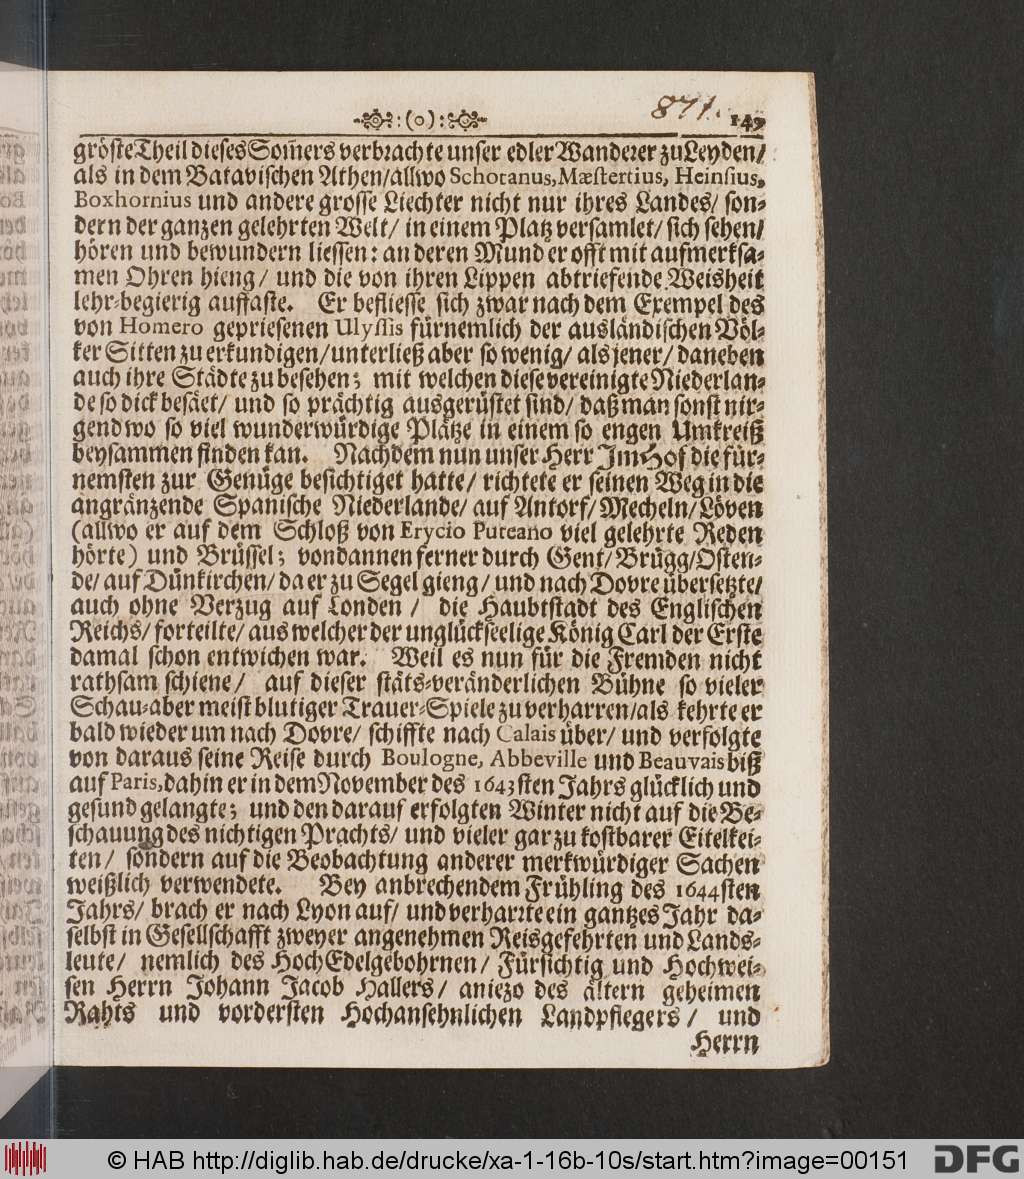 :(o):
871.
149
gröste Theil dieses Som̃ers verbrachte unser edler Wanderer zu Leyden/
als in dem Batavischen Athen/allwo Schotanus, Mæstertius, Heinsius,
Boxhornius und andere grosse Liechter nicht nur ihres Landes/ son-
dern der ganzen gelehrten Welt/ in einem Platz versamlet/ sich sehen/
hören und bewundern liessen: an deren Mund er offt mit aufmerksa-
men Ohren hieng/ und die von ihren Lippen abtriefende Weisheit
lehr-begierig auffaste. Er befliesse sich zwar nach dem Exempel des
von Homero gepriesenen Ulyssis fürnemlich der ausländischen Völ-
ker Sitten zu erkundigen/unterließ aber so wenig/ als jener/ daneben
auch ihre Städte zu besehen; mit welchen diese vereinigte Niederlan-
de so dick besäet/ und so prächtig ausgerüstet sind/ daß man sonst nir-
gendwo so viel wunderwürdige Plätze in einem so engen Umkreiß
beysammen finden kan. Nachdem nun unser Herr ImHof die für-
nemsten zur Genüge besichtiget hatte/ richtete er seinen Weg in die
angränzende Spanische Niederlande/ auf Antorf/ Mecheln/ Löven
(allwo er auf dem Schloß von Erycio Puteano viel gelehrte Reden
hörte) und Brüssel; vondannen ferner durch Gent/ Brügg/ Osten-
de/ auf Dünkirchen/ da er zu Segel gieng/ und nach Dovre übersetzte/
auch ohne Verzug auf Londen/ die Haubtstadt des Englischen
Reichs/ forteilte/ aus welcher der unglückseelige König Carl der Erste
damal schon entwichen war. Weil es nun für die Fremden nicht
rathsam schiene/ auf dieser stäts-veränderlichen Bühne so vieler
Schau-aber meist blutiger Trauer-Spiele zu verharren/als kehrte er
bald wieder um nach Dovre/ schiffte nach Calais über/ und verfolgte
von daraus seine Reise durch Boulogne, Abbeville und Beauvais biß
auf Paris, dahin er in dem November des 1643sten Jahrs glücklich und
gesund gelangte; und den darauf erfolgten Winter nicht auf die Be-
schauung des nichtigen Prachts/ und vieler gar zu kostbarer Eitelkei-
ten/ sondern auf die Beobachtung anderer merkwürdiger Sachen
weißlich verwendete. Bey anbrechendem Frühling des 1644sten
Jahrs/ brach er nach Lyon auf/ und verharrte ein gantzes Jahr da-
selbst in Gesellschafft zweyer angenehmen Reisgefehrten und Lands-
leute/ nemlich des HochEdelgebohrnen/ Fürsichtig und Hochwei-
sen Herrn Johann Jacob Hallers/ aniezo des ältern geheimen
Rahts und vordersten Hochansehnlichen Landpflegers/ und
Herrn
© HAB http://diglib.hab.de/drucke/xa-1-16b-10s/start.htm?image=00151
DFG